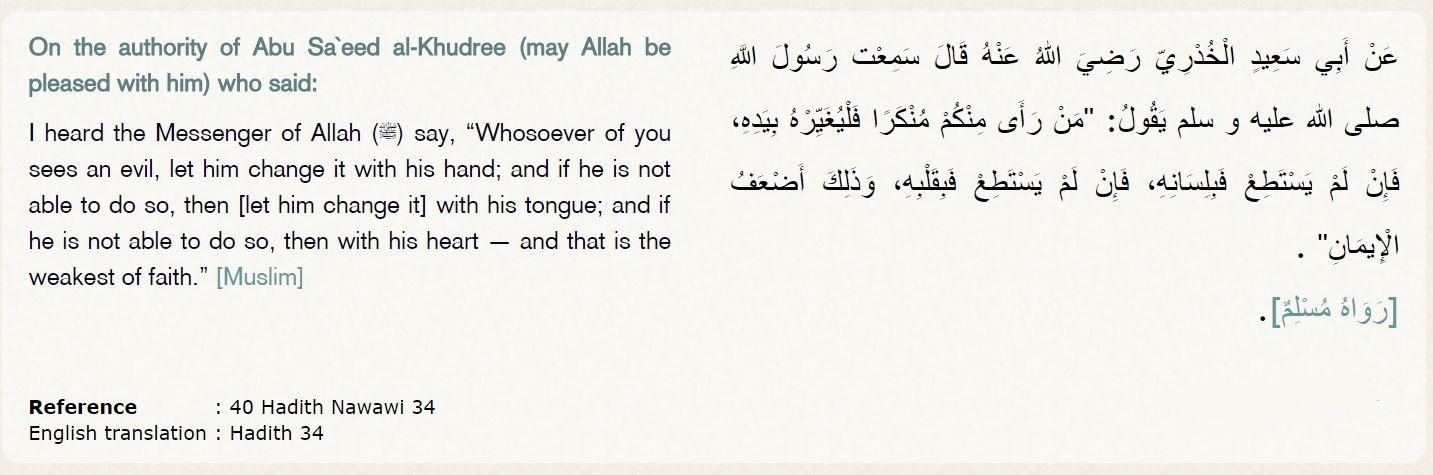 On the authority of Abu Sa`eed al-Khudree (may Allah be
pleased with him) who said:
I heard the Messenger of Allah (ﷺ) say, “Whosoever of you
sees an evil, let him change it with his hand; and if he is not
able to do so, then [let him change it] with his tongue; and if
he is not able to do so, then with his heart — and that is the
weakest of faith.” [Muslim]
عَنْ أَبِي سَعِيدٍ الْخُدْرِيّ رَضِيَ اللهُ عَنْهُ قَالَ سَمِعْت رَسُولَ اللَّهِ
صلى الله عليه و سلم يَقُولُ: "مَنْ رَأَى مِنْكُمْ مُنْكَرًا فَلْيُغَيِّرْهُ بِيَدِهِ،
فَإِنْ لَمْ يَسْتَطِعْ فَبِلِسَانِهِ، فَإِنْ لَمْ يَسْتَطِعْ فَبِقَلْبِهِ، وَذَلِكَ أَضْعَفُ
الْإِيمَانِ" .
[رَوَاهُ مُسْلِمٌ].
Reference : 40 Hadith Nawawi 34
English translation : Hadith 34